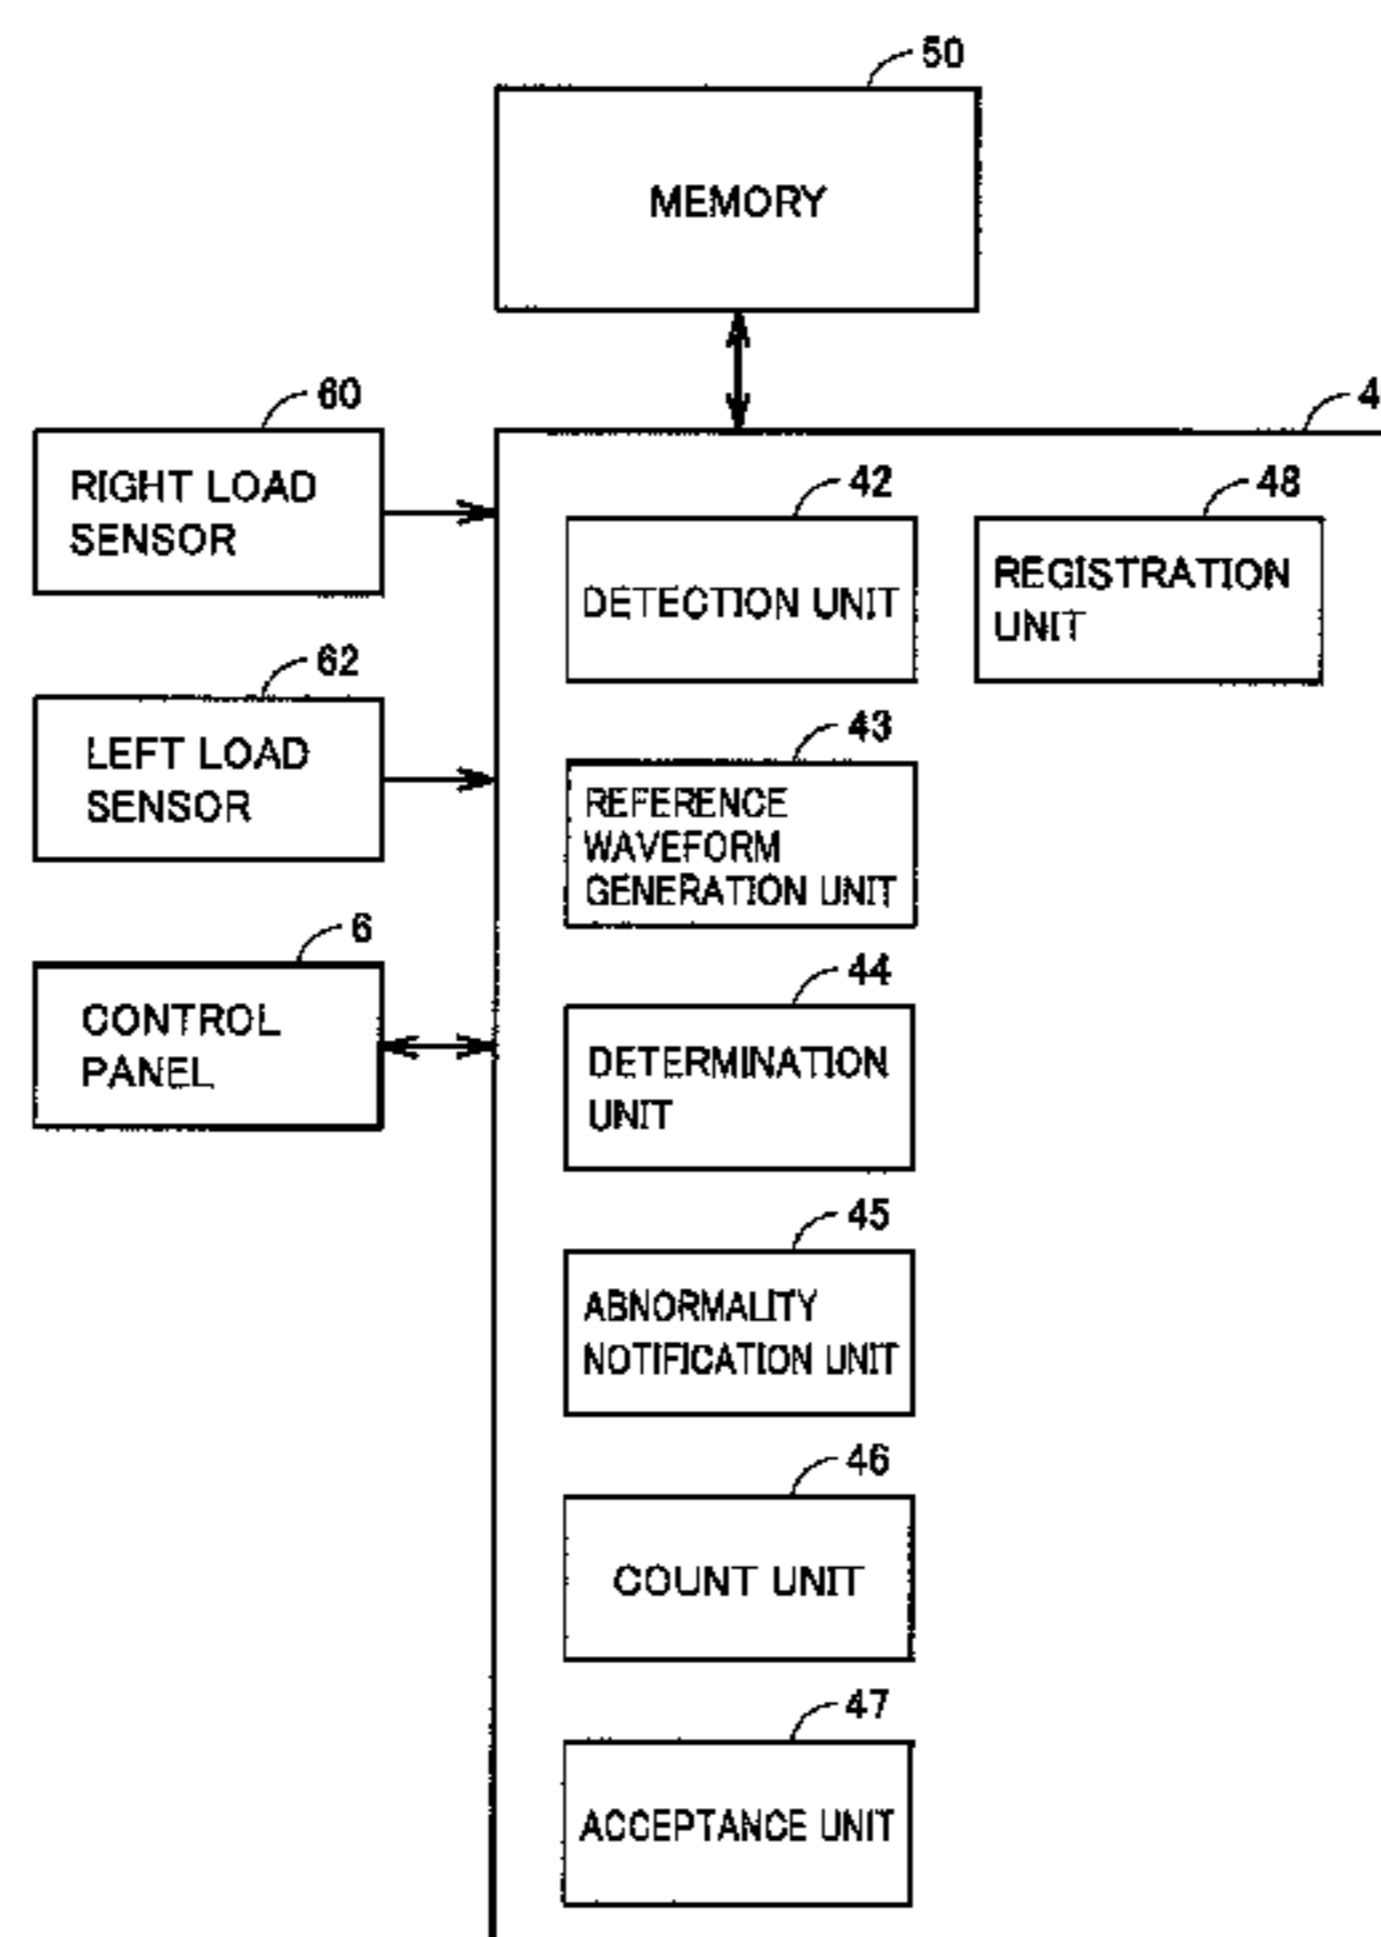 50
MEMORY
60
RIGHT LOAD
SENSOR
62
LEFT LOAD
SENSOR
6
CONTROL
PANEL
4
42
DETECTION UNIT
48
REGISTRATION
UNIT
43
REFERENCE
WAVEFORM
GENERATION UNIT
44
DETERMINATION
UNIT
45
ABNORMALITY
NOTIFICATION UNIT
46
COUNT UNIT
47
ACCEPTANCE UNIT